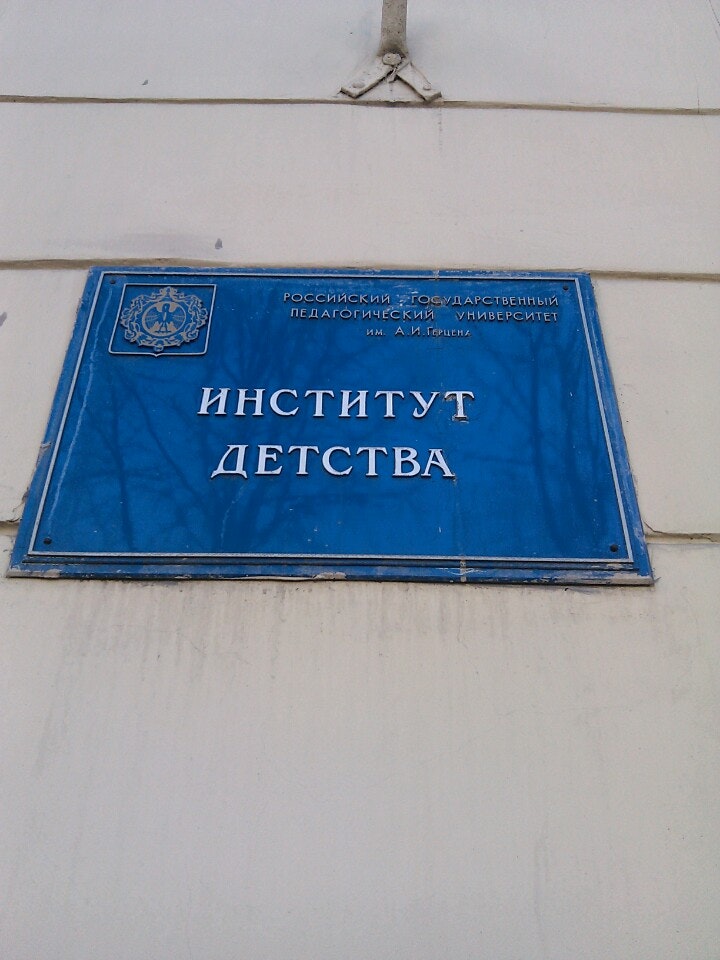 РОССИЙСКИЙ ГОСУДАРСТВЕННЫЙ
ПЕДАГОГИЧЕСКИЙ УНИВЕРСИТЕТ
ИМ. А.И.ГЕРЦЕНА
ИНСТИТУТ
ДЕТСТВА